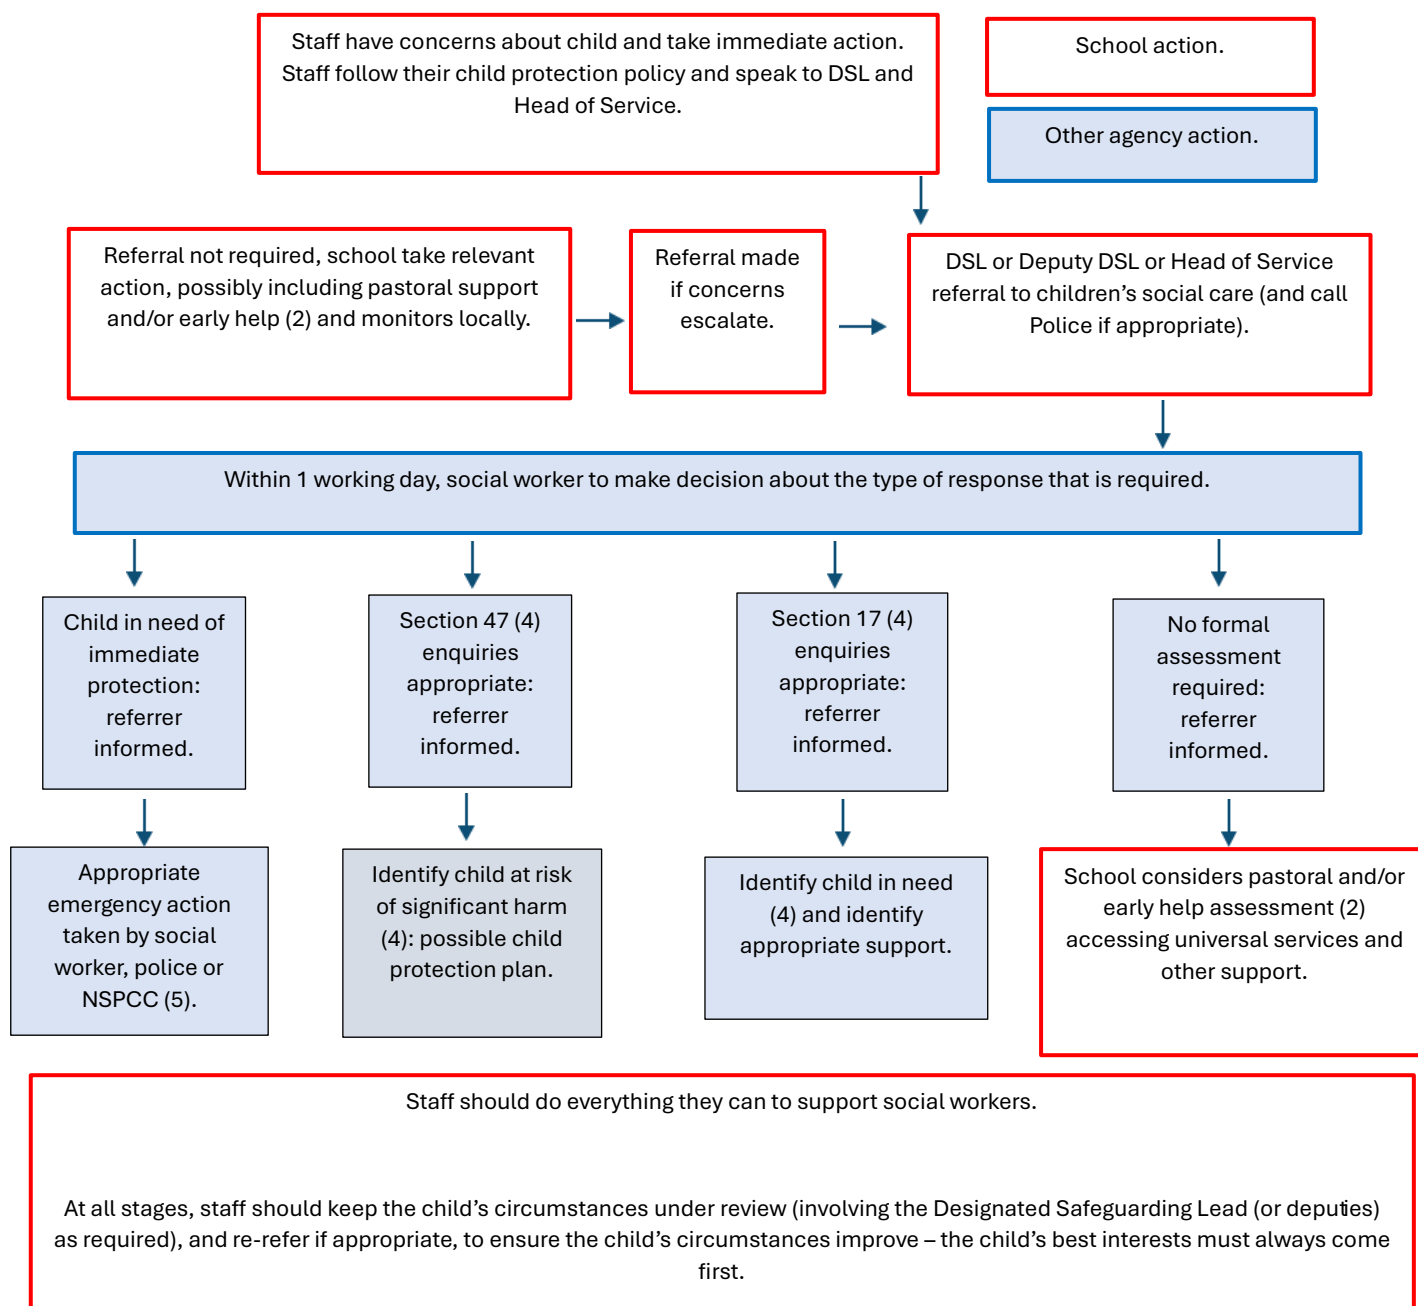 Staff have concerns about child and take immediate action.
Staff follow their child protection policy and speak to DSL and
Head of Service.
School action.
Other agency action.
Referral not required, school take relevant
action, possibly including pastoral support
and/or early help (2) and monitors locally.
Referral made
if concerns
escalate.
DSL or Deputy DSL or Head of Service
referral to children’s social care (and call
Police if appropriate).
Within 1 working day, social worker to make decision about the type of response that is required.
Child in need of
immediate
protection:
referrer
informed.
Section 47 (4)
enquiries
appropriate:
referrer
informed.
Section 17 (4)
enquiries
appropriate:
referrer
informed.
No formal
assessment
required:
referrer
informed.
Appropriate
emergency action
taken by social
worker, police or
NSPCC (5).
Identify child at risk
of significant harm
(4): possible child
protection plan.
Identify child in need
(4) and identify
appropriate support.
School considers pastoral and/or
early help assessment (2)
accessing universal services and
other support.
Staff should do everything they can to support social workers.
At all stages, staff should keep the child’s circumstances under review (involving the Designated Safeguarding Lead (or deputies)
as required), and re-refer if appropriate, to ensure the child’s circumstances improve – the child’s best interests must always come
first.